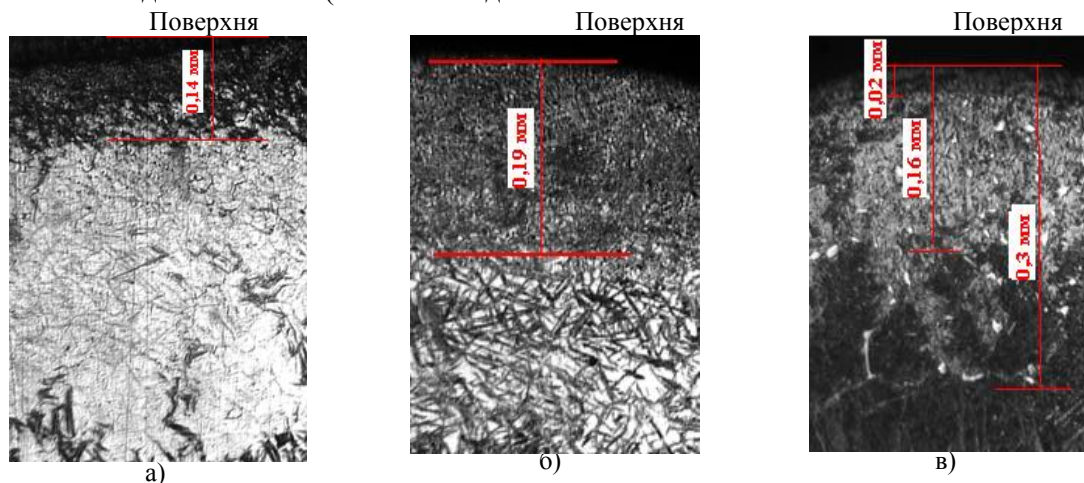 Поверхня
Поверхня
Поверхня
0,14 мм
0,19 мм
0,02 мм
0,16 мм
0,3 мм
а)
б)
в)